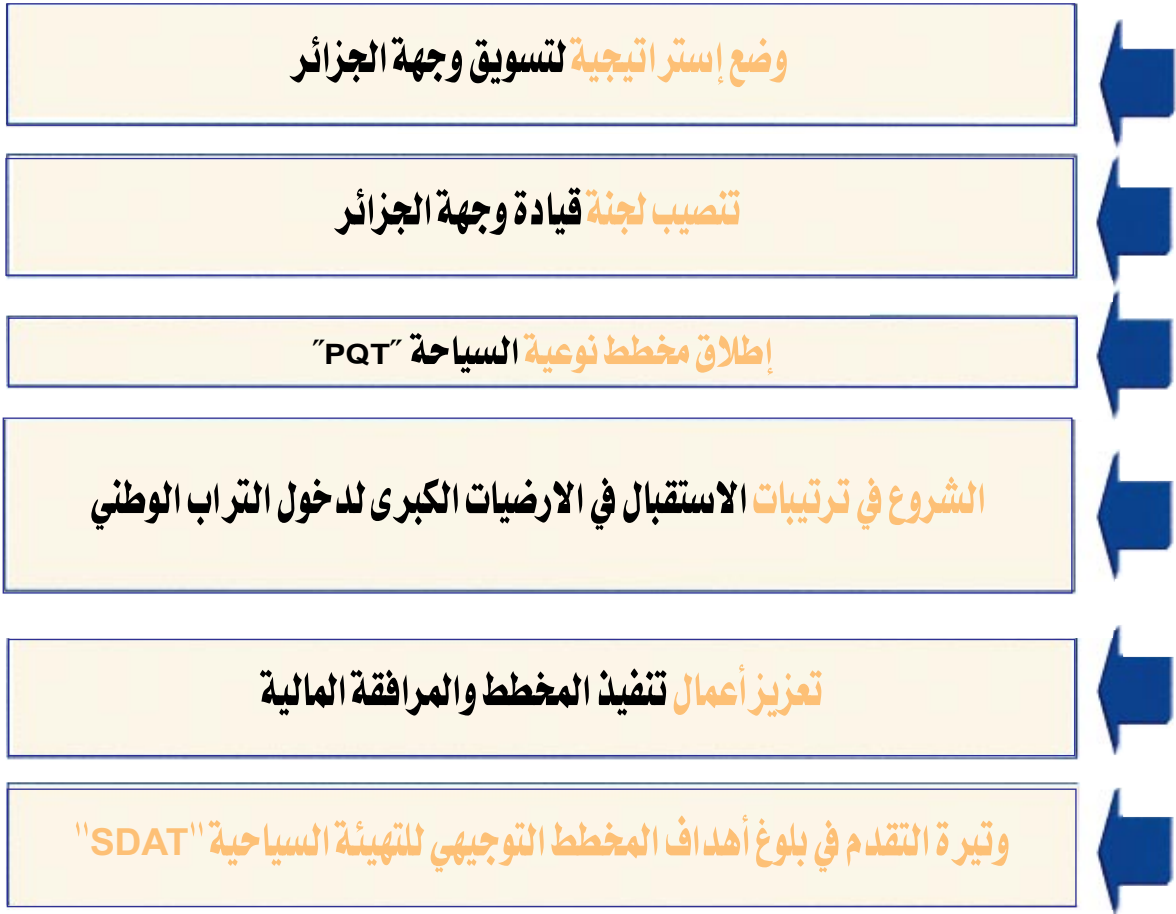 وضع إستراتيجية لتسويق وجهة الجزائر
تنصيب لجنة قيادة وجهة الجزائر
إطلاق مخطط نوعية السياحة "PQT"
الشروع في ترتيبات الاستقبال في الارضيات الكبرى لدخول التراب الوطني
تعزيز أعمال تنفيذ المخطط والمرافقة المالية
وتيرة التقدم في بلوغ أهداف المخطط التوجيهي للتهيئة السياحية "SDAT"